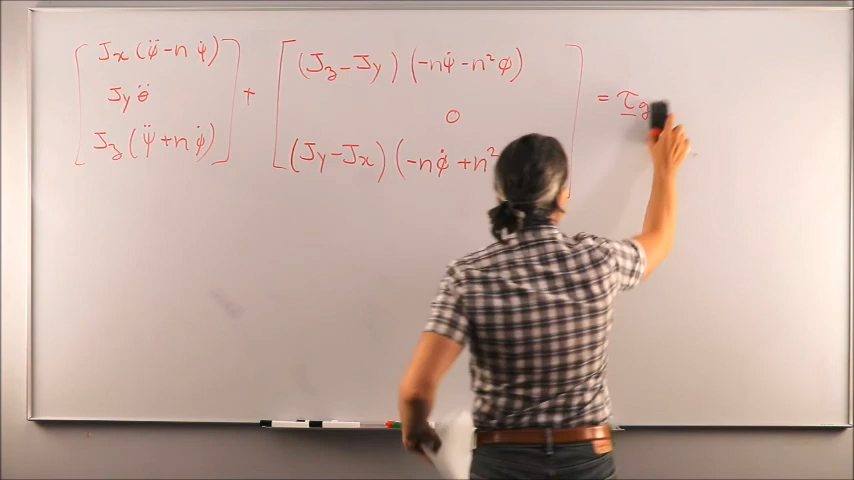 [ Jx (φ̈ − n ψ̇) ] + [ (Jz − Jy) (−nψ̇ − n²φ) ] = τg
Jy θ̈   0
Jz (ψ̈ + n φ̇)   (Jy − Jx) (−nφ̇ + n²